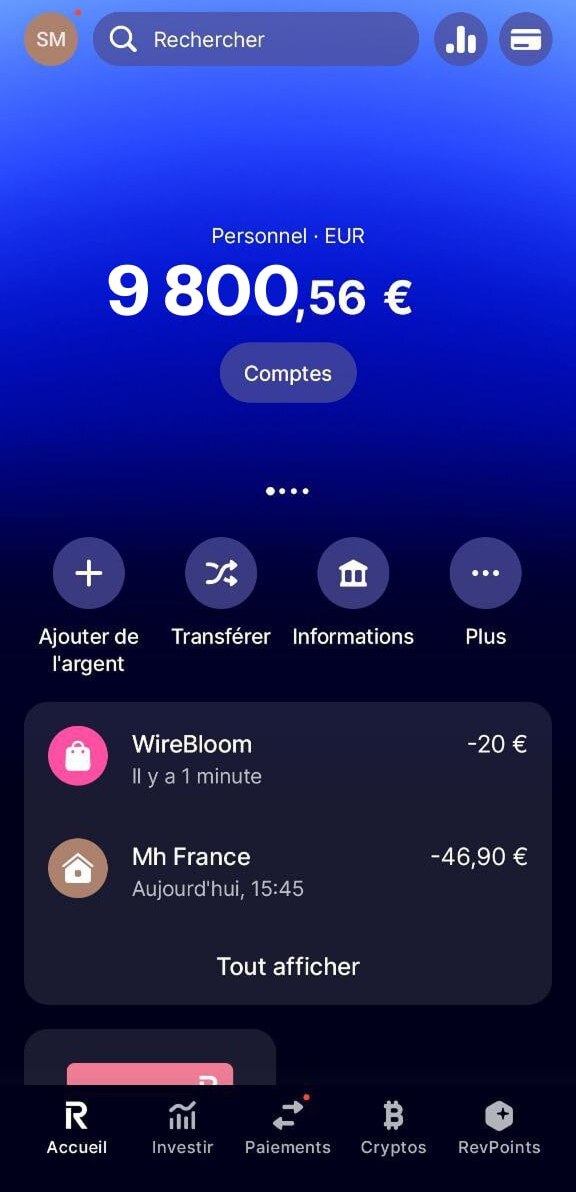 SM
Rechercher
Personnel · EUR
9 800,56 €
Comptes
Ajouter de
l'argent
Transférer
Informations
Plus
WireBloom
-20 €
Il y a 1 minute
Mh France
-46,90 €
Aujourd'hui, 15:45
Tout afficher
Accueil
Investir
Paiements
Cryptos
RevPoints